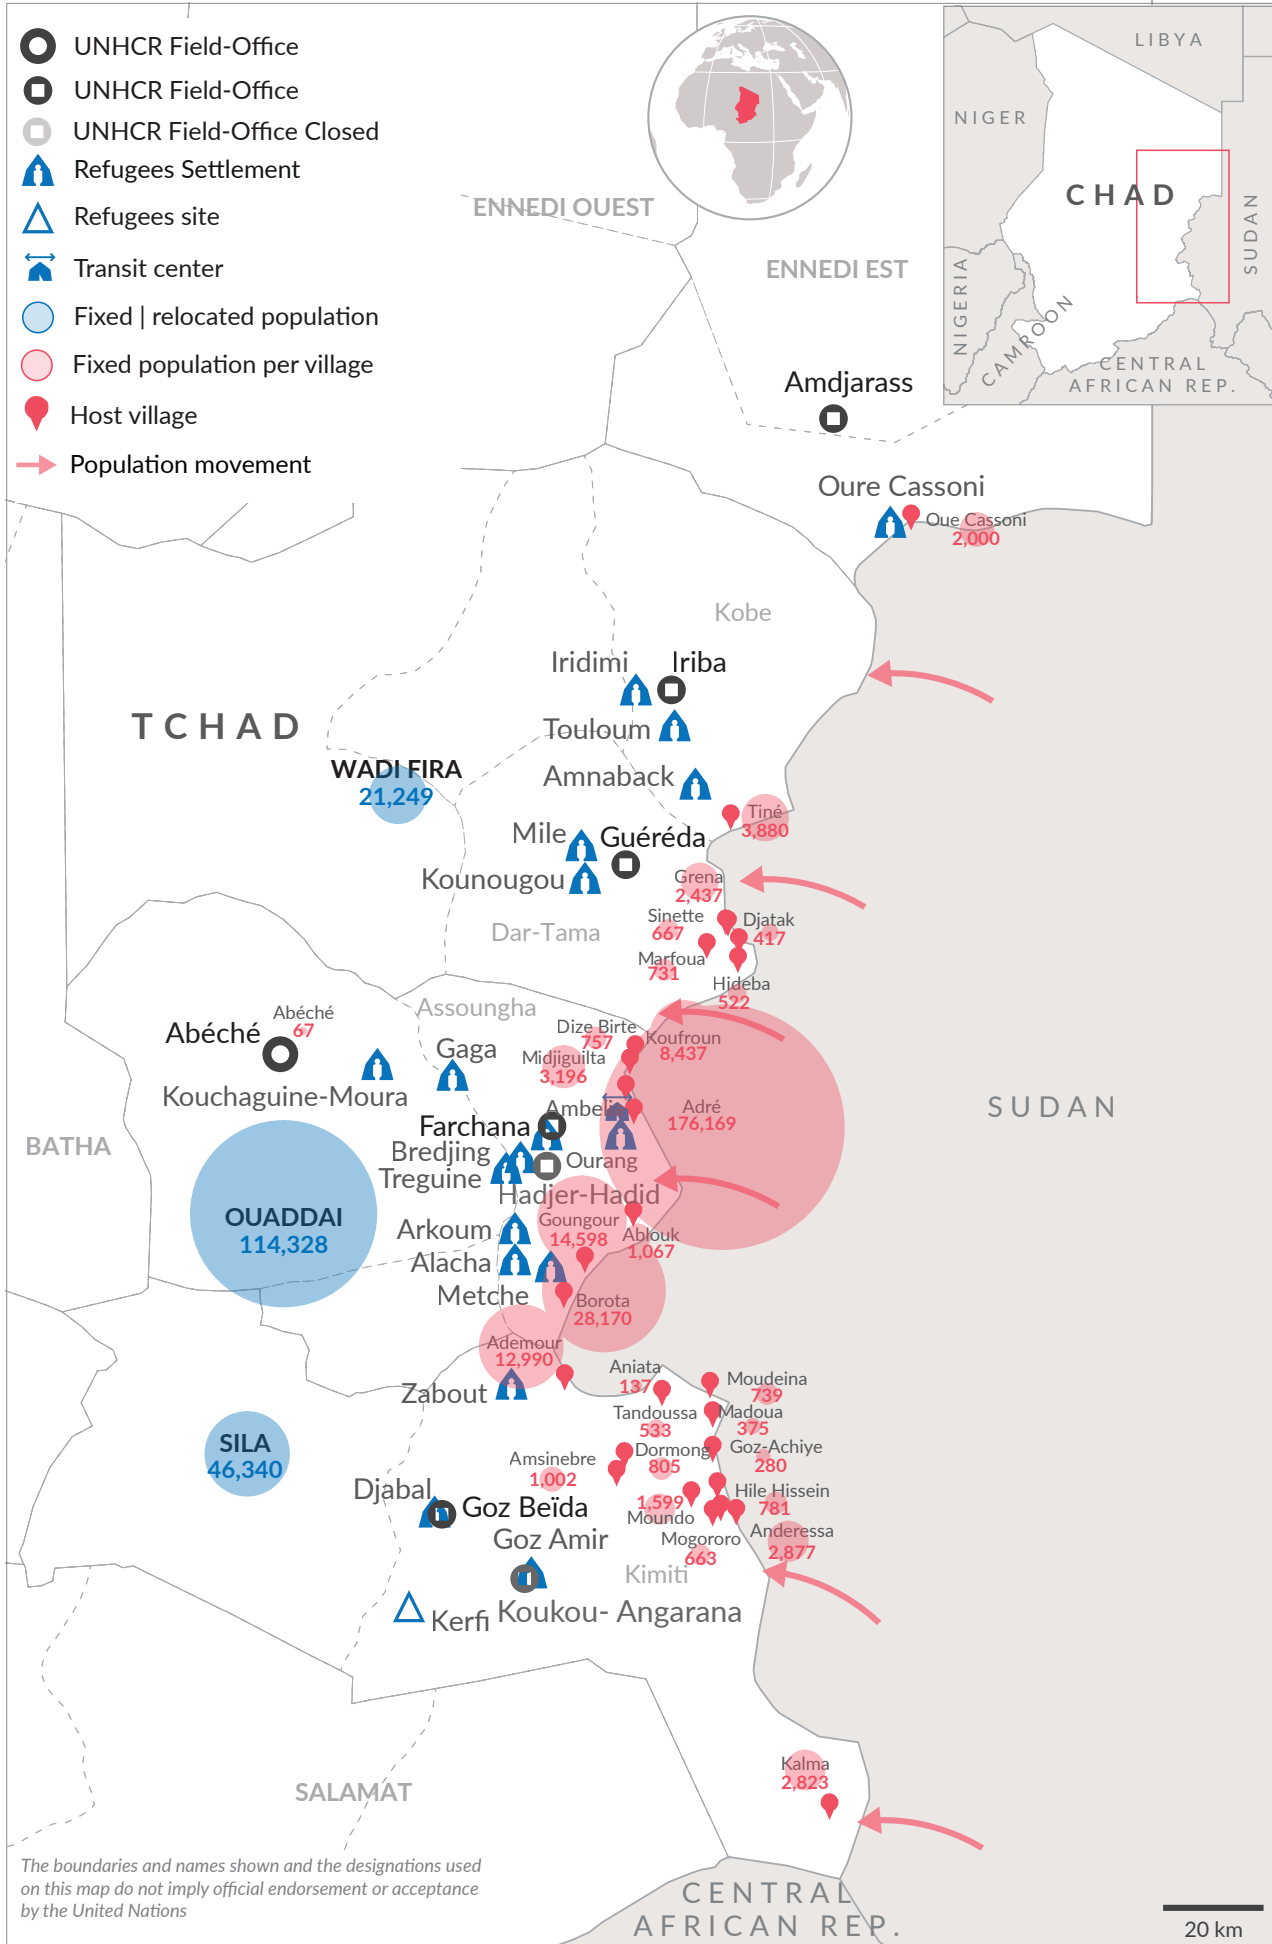 UNHCR Field-Office
UNHCR Field-Office
UNHCR Field-Office Closed
Refugees Settlement
Refugees site
Transit center
Fixed | relocated population
Fixed population per village
Host village
Population movement
LIBYA
NIGER
CHAD
SUDAN
NIGERIA
CAMROON
CENTRAL
AFRICAN REP.
ENNEDI OUEST
ENNEDI EST
Amdjarass
Oure Cassoni
Oue Cassoni
2,000
Kobe
Iridimi
Iriba
TCHAD
Touloum
WADI FIRA
21,249
Amnaback
Tiné
3,880
Mile
Guéréda
Kounougou
Grena
2,437
Sinette
667
Djatak
417
Dar-Tama
Marfoua
731
Hideba
522
Assoungha
Abéché
67
Abéché
Dize Birte
757
Koufroun
8,437
Gaga
Midjiguilta
3,196
Kouchaguine-Moura
Ambelia
Adré
176,169
SUDAN
Farchana
BATHA
Bredjing
Ourang
Treguine
Hadjer-Hadid
OUADDAI
114,328
Arkoum
Goungour
14,598
Ablouk
1,067
Alacha
Metche
Borota
28,170
Ademour
12,990
Aniata
137
Moudeina
739
Zabout
Tandoussa
533
Madoua
375
SILA
46,340
Dormong
805
Goz-Achiye
280
Amsinebre
1,002
Djabal
Goz Beïda
1,599
Moundo
Hile Hissein
781
Goz Amir
Mogororo
663
Anderessa
2,877
Kimiti
Kerfi
Koukou- Angarana
Kalma
2,823
SALAMAT
The boundaries and names shown and the designations used
on this map do not imply official endorsement or acceptance
by the United Nations
CENTRAL
AFRICAN REP.
20 km